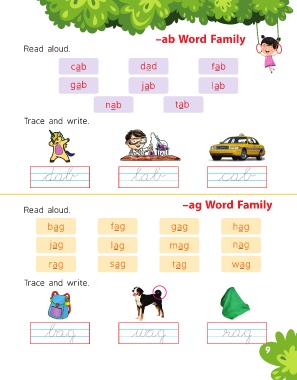 –ab Word Family
Read aloud.
cab dad fab
gab jab lab
nab tab
Trace and write.
dab lab cab
–ag Word Family
Read aloud.
bag fag gag hag
jag lag mag nag
rag sag tag wag
Trace and write.
bag wag rag
9